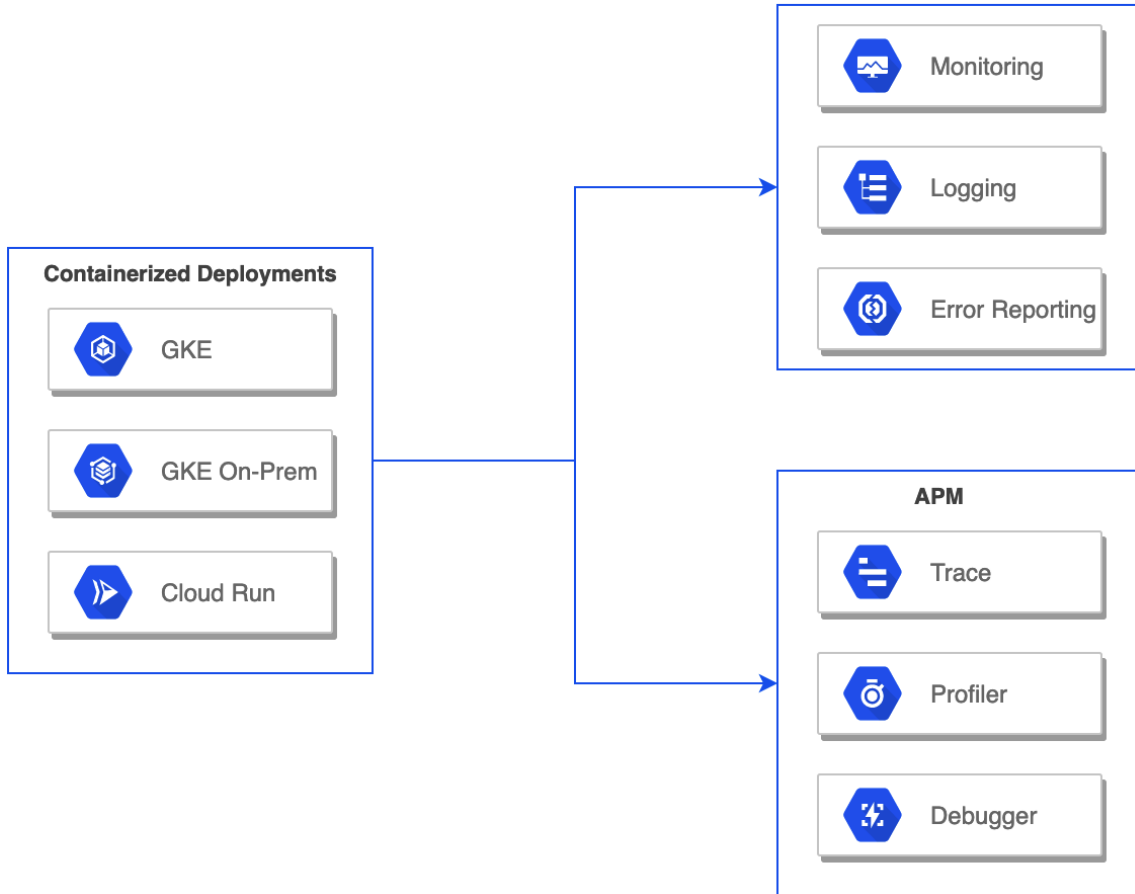 Containerized Deployments
GKE
GKE On-Prem
Cloud Run
Monitoring
Logging
Error Reporting
APM
Trace
Profiler
Debugger